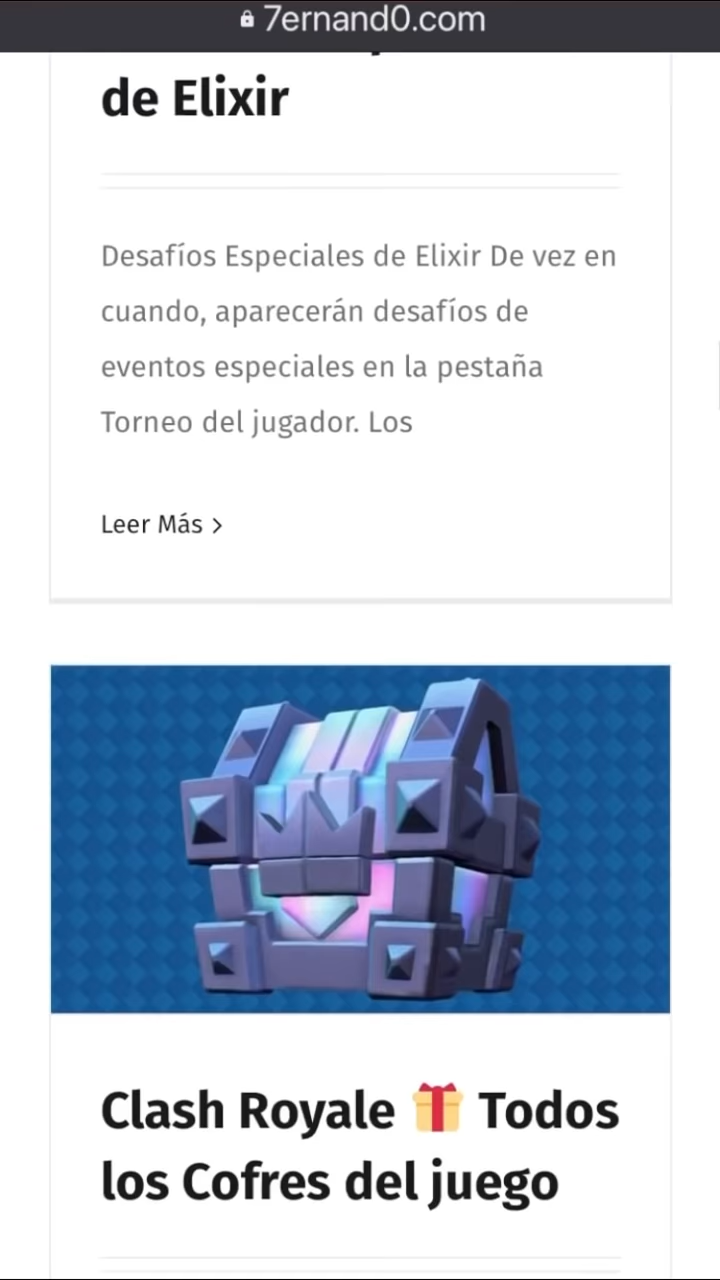 7ernand0.com
de Elixir
Desafíos Especiales de Elixir De vez en
cuando, aparecerán desafíos de
eventos especiales en la pestaña
Torneo del jugador. Los
Leer Más >
Clash Royale 🎁 Todos
los Cofres del juego